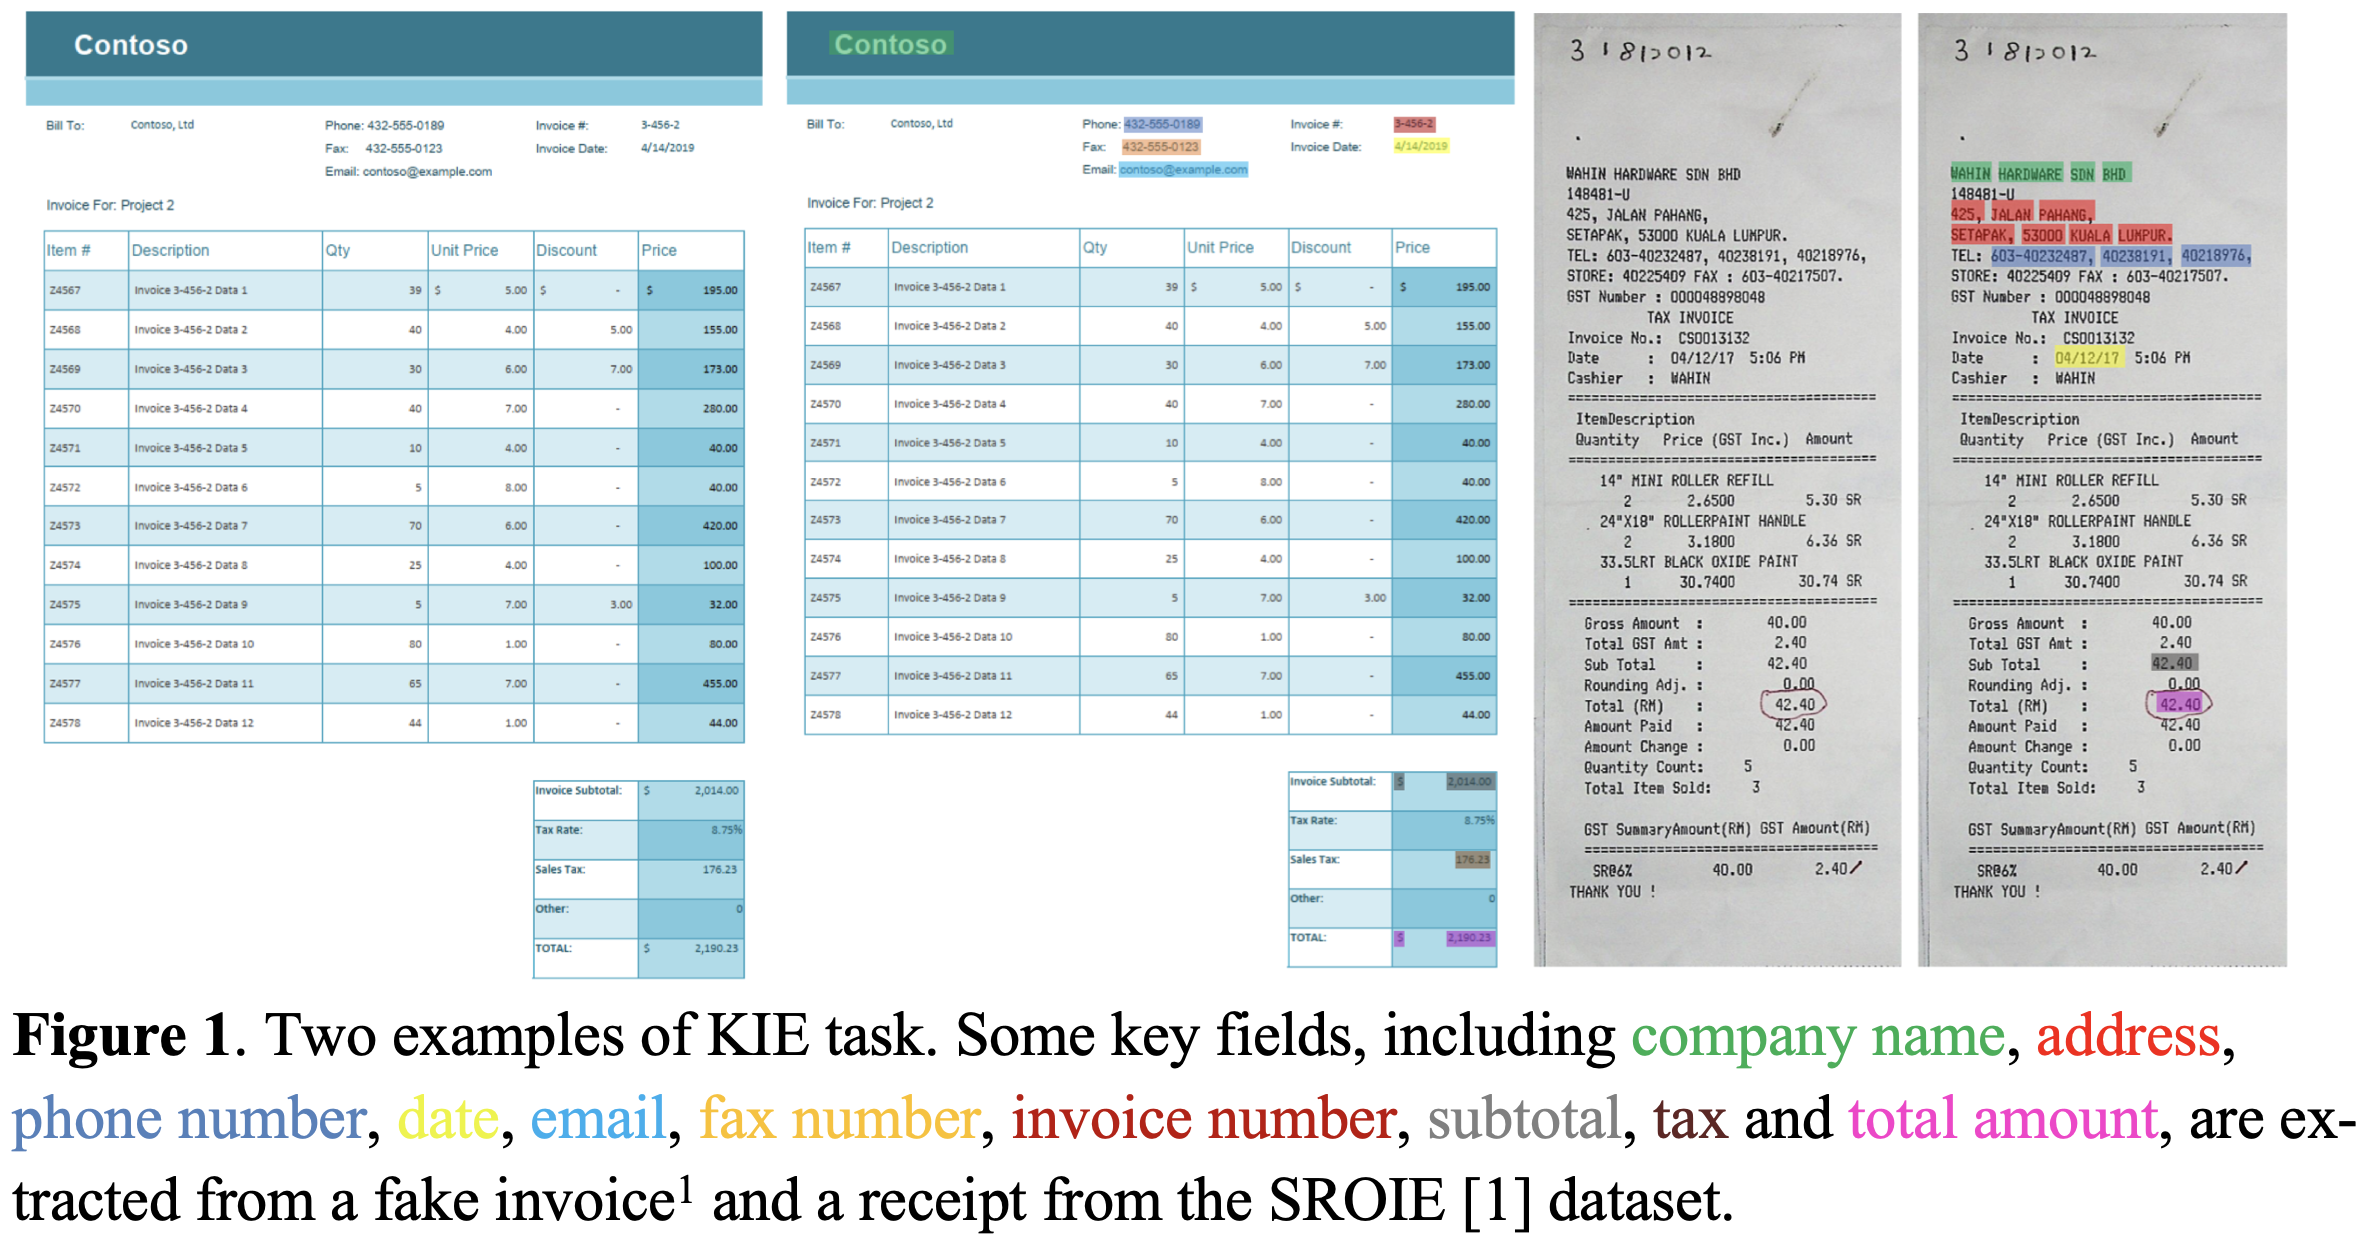 Contoso
Bill To: Contoso, Ltd Phone: 432-555-0189 Invoice #: 3-456-2
Fax: 432-555-0123 Invoice Date: 4/14/2019
Email: contoso@example.com
Invoice For: Project 2
Item # Description Qty Unit Price Discount Price
Z4567 Invoice 3-456-2 Data 1 39 $ 5.00 $ - $ 195.00
Z4568 Invoice 3-456-2 Data 2 40 4.00 5.00 155.00
Z4569 Invoice 3-456-2 Data 3 30 6.00 7.00 173.00
Z4570 Invoice 3-456-2 Data 4 40 7.00 - 280.00
Z4571 Invoice 3-456-2 Data 5 10 4.00 - 40.00
Z4572 Invoice 3-456-2 Data 6 5 8.00 - 40.00
Z4573 Invoice 3-456-2 Data 7 70 6.00 - 420.00
Z4574 Invoice 3-456-2 Data 8 25 4.00 - 100.00
Z4575 Invoice 3-456-2 Data 9 5 7.00 3.00 32.00
Z4576 Invoice 3-456-2 Data 10 80 1.00 - 80.00
Z4577 Invoice 3-456-2 Data 11 65 7.00 - 455.00
Z4578 Invoice 3-456-2 Data 12 44 1.00 - 44.00
Invoice Subtotal: $ 2,014.00
Tax Rate: 8.75%
Sales Tax: 176.23
Other: 0
TOTAL: $ 2,190.23
Contoso
Bill To: Contoso, Ltd Phone: 432-555-0189 Invoice #: 3-456-2
Fax: 432-555-0123 Invoice Date: 4/14/2019
Email: contoso@example.com
Invoice For: Project 2
Item # Description Qty Unit Price Discount Price
Z4567 Invoice 3-456-2 Data 1 39 $ 5.00 $ - $ 195.00
Z4568 Invoice 3-456-2 Data 2 40 4.00 5.00 155.00
Z4569 Invoice 3-456-2 Data 3 30 6.00 7.00 173.00
Z4570 Invoice 3-456-2 Data 4 40 7.00 - 280.00
Z4571 Invoice 3-456-2 Data 5 10 4.00 - 40.00
Z4572 Invoice 3-456-2 Data 6 5 8.00 - 40.00
Z4573 Invoice 3-456-2 Data 7 70 6.00 - 420.00
Z4574 Invoice 3-456-2 Data 8 25 4.00 - 100.00
Z4575 Invoice 3-456-2 Data 9 5 7.00 3.00 32.00
Z4576 Invoice 3-456-2 Data 10 80 1.00 - 80.00
Z4577 Invoice 3-456-2 Data 11 65 7.00 - 455.00
Z4578 Invoice 3-456-2 Data 12 44 1.00 - 44.00
Invoice Subtotal: $ 2,014.00
Tax Rate: 8.75%
Sales Tax: 176.23
Other: 0
TOTAL: $ 2,190.23
WAHIN HARDWARE SDN BHD
148481-U
425, JALAN PAHANG,
SETAPAK, 53000 KUALA LUMPUR.
TEL: 603-40232487, 40238191, 40218976,
STORE: 40225409 FAX : 603-40217507.
GST Number : 000048898048
TAX INVOICE
Invoice No.: CS0013132
Date : 04/12/17 5:06 PM
Cashier : WAHIN
ItemDescription
Quantity Price (GST Inc.) Amount
14" MINI ROLLER REFILL
2 2.6500 5.30 SR
24"X18" ROLLERPAINT HANDLE
2 3.1800 6.36 SR
33.5LRT BLACK OXIDE PAINT
1 30.7400 30.74 SR
Gross Amount : 40.00
Total GST Amt : 2.40
Sub Total : 42.40
Rounding Adj. : 0.00
Total (RM) : 42.40
Amount Paid : 42.40
Amount Change : 0.00
Quantity Count: 5
Total Item Sold: 3
GST SummaryAmount(RM) GST Amount(RM)
SR@6% 40.00 2.40
THANK YOU !
WAHIN HARDWARE SDN BHD
148481-U
425, JALAN PAHANG,
SETAPAK, 53000 KUALA LUMPUR.
TEL: 603-40232487, 40238191, 40218976,
STORE: 40225409 FAX : 603-40217507.
GST Number : 000048898048
TAX INVOICE
Invoice No.: CS0013132
Date : 04/12/17 5:06 PM
Cashier : WAHIN
ItemDescription
Quantity Price (GST Inc.) Amount
14" MINI ROLLER REFILL
2 2.6500 5.30 SR
24"X18" ROLLERPAINT HANDLE
2 3.1800 6.36 SR
33.5LRT BLACK OXIDE PAINT
1 30.7400 30.74 SR
Gross Amount : 40.00
Total GST Amt : 2.40
Sub Total : 42.40
Rounding Adj. : 0.00
Total (RM) : 42.40
Amount Paid : 42.40
Amount Change : 0.00
Quantity Count: 5
Total Item Sold: 3
GST SummaryAmount(RM) GST Amount(RM)
SR@6% 40.00 2.40
THANK YOU !
Figure 1. Two examples of KIE task. Some key fields, including company name, address,
phone number, date, email, fax number, invoice number, subtotal, tax and total amount, are ex-
tracted from a fake invoice¹ and a receipt from the SROIE [1] dataset.